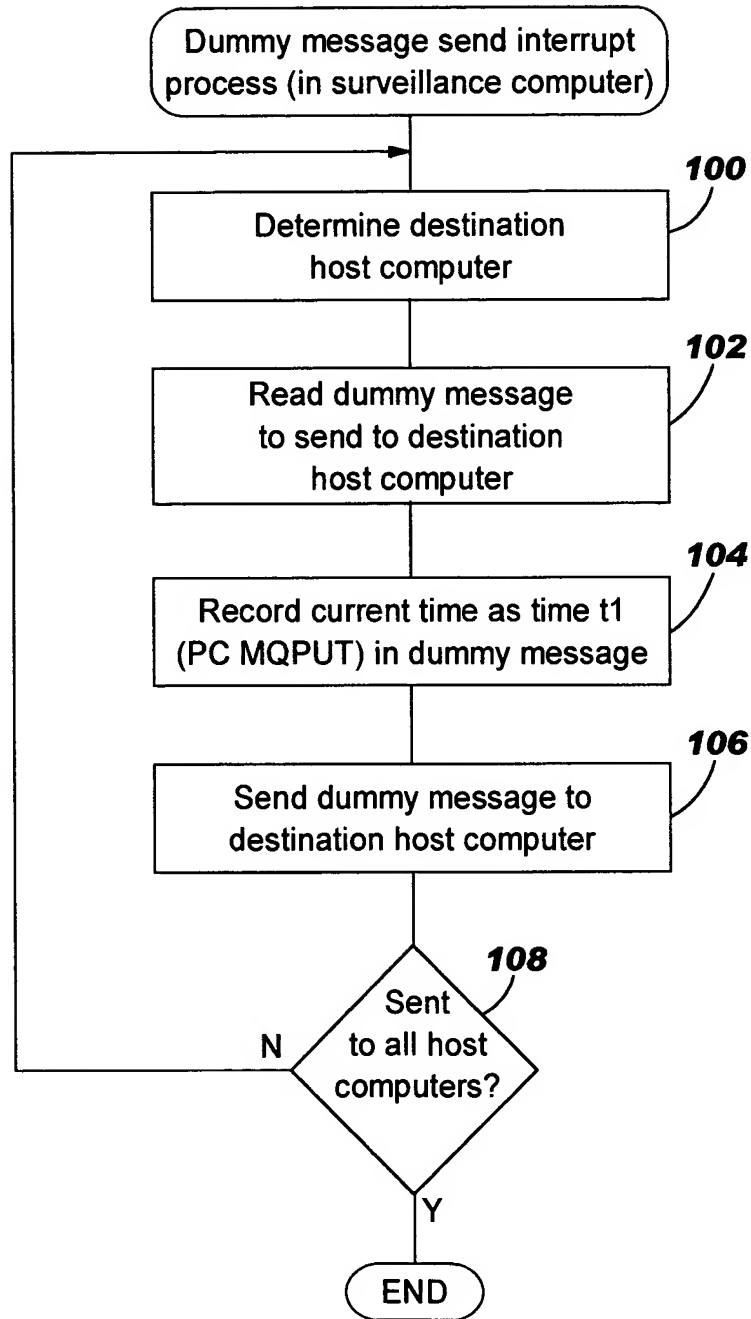 Dummy message send interrupt
process (in surveillance computer)
100
Determine destination
host computer
102
Read dummy message
to send to destination
host computer
104
Record current time as time t1
(PC MQPUT) in dummy message
106
Send dummy message to
destination host computer
108
Sent
to all host
computers?
N
Y
END